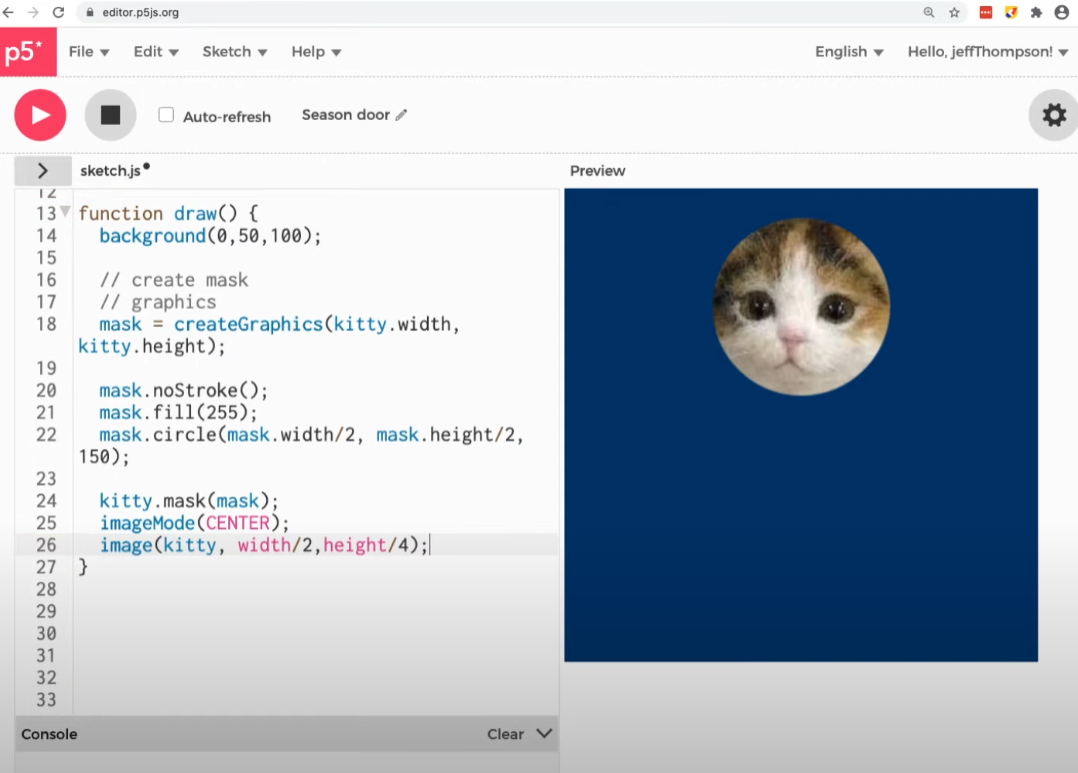 editor.p5js.org
p5* File Edit Sketch Help English Hello, jeffThompson!
Auto-refresh Season door
sketch.js Preview
12
13 function draw() {
14 background(0,50,100);
15
16 // create mask
17 // graphics
18 mask = createGraphics(kitty.width,
kitty.height);
19
20 mask.noStroke();
21 mask.fill(255);
22 mask.circle(mask.width/2, mask.height/2,
150);
23
24 kitty.mask(mask);
25 imageMode(CENTER);
26 image(kitty, width/2,height/4);
27 }
28
29
30
31
32
33
Console Clear